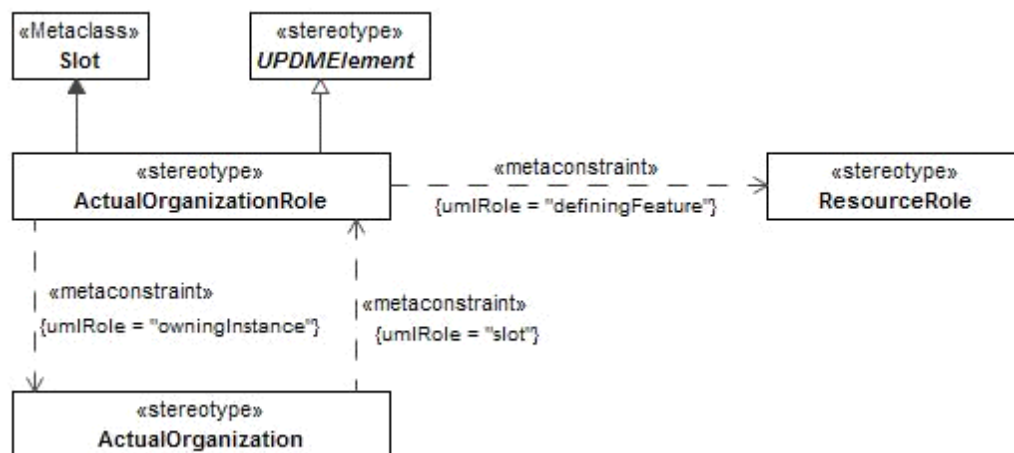 «Metaclass»
Slot
«stereotype»
UPDMElement
«stereotype»
ActualOrganizationRole
«metaconstraint»
{umlRole = "definingFeature"}
«stereotype»
ResourceRole
«metaconstraint»
{umlRole = "owningInstance"}
«metaconstraint»
{umlRole = "slot"}
«stereotype»
ActualOrganization